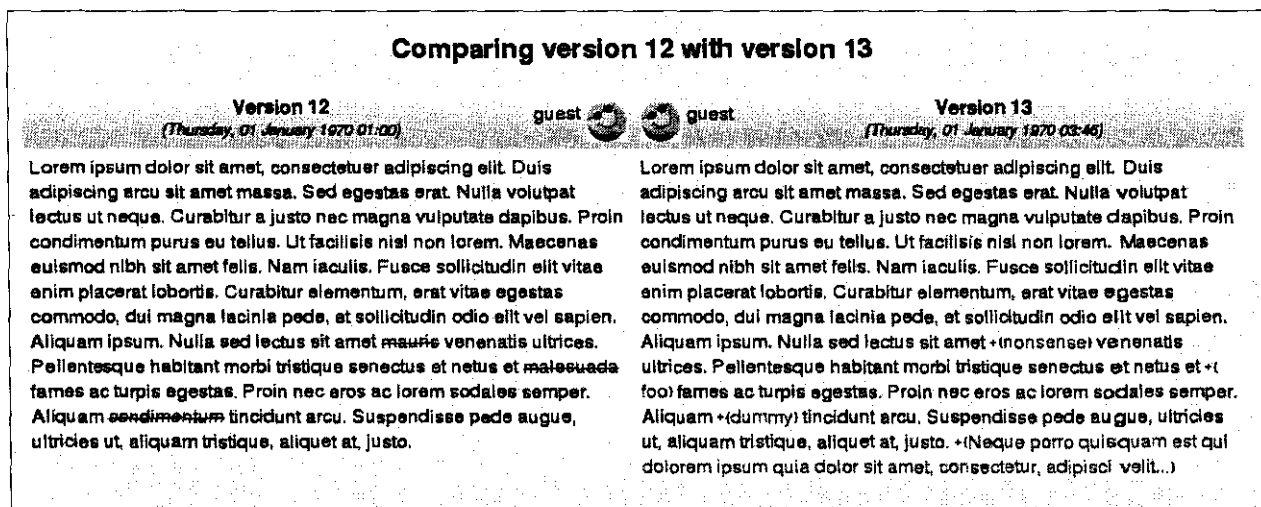 Comparing version 12 with version 13
Version 12
(Thursday, 01 January 1970 01:00)
guest
guest
Version 13
(Thursday, 01 January 1970 03:46)
Lorem ipsum dolor sit amet, consectetuer adipiscing elit. Duis
adipiscing arcu sit amet massa. Sed egestas erat. Nulla volutpat
lectus ut neque. Curabitur a justo nec magna vulputate dapibus. Proin
condimentum purus eu tellus. Ut facilisis nisl non lorem. Maecenas
euismod nibh sit amet felis. Nam iaculis. Fusce sollicitudin elit vitae
enim placerat lobortis. Curabitur elementum, erat vitae egestas
commodo, dui magna lacinia pede, et sollicitudin odio elit vel sapien.
Aliquam ipsum. Nulla sed lectus sit amet mauris venenatis ultrices.
Pellentesque habitant morbi tristique senectus et netus et malesuada
fames ac turpis egestas. Proin nec eros ac lorem sodales semper.
Aliquam condimentum tincidunt arcu. Suspendisse pede augue,
ultricies ut, aliquam tristique, aliquet at, justo.
Lorem ipsum dolor sit amet, consectetuer adipiscing elit. Duis
adipiscing arcu sit amet massa. Sed egestas erat. Nulla volutpat
lectus ut neque. Curabitur a justo nec magna vulputate dapibus. Proin
condimentum purus eu tellus. Ut facilisis nisl non lorem. Maecenas
euismod nibh sit amet felis. Nam iaculis. Fusce sollicitudin elit vitae
enim placerat lobortis. Curabitur elementum, erat vitae egestas
commodo, dui magna lacinia pede, et sollicitudin odio elit vel sapien.
Aliquam ipsum. Nulla sed lectus sit amet +(nonsense) venenatis
ultrices. Pellentesque habitant morbi tristique senectus et netus et +(
foo) fames ac turpis egestas. Proin nec eros ac lorem sodales semper.
Aliquam +(dummy) tincidunt arcu. Suspendisse pede augue, ultricies
ut, aliquam tristique, aliquet at, justo. +(Neque porro quisquam est qui
dolorem ipsum quia dolor sit amet, consectetur, adipisci velit...)